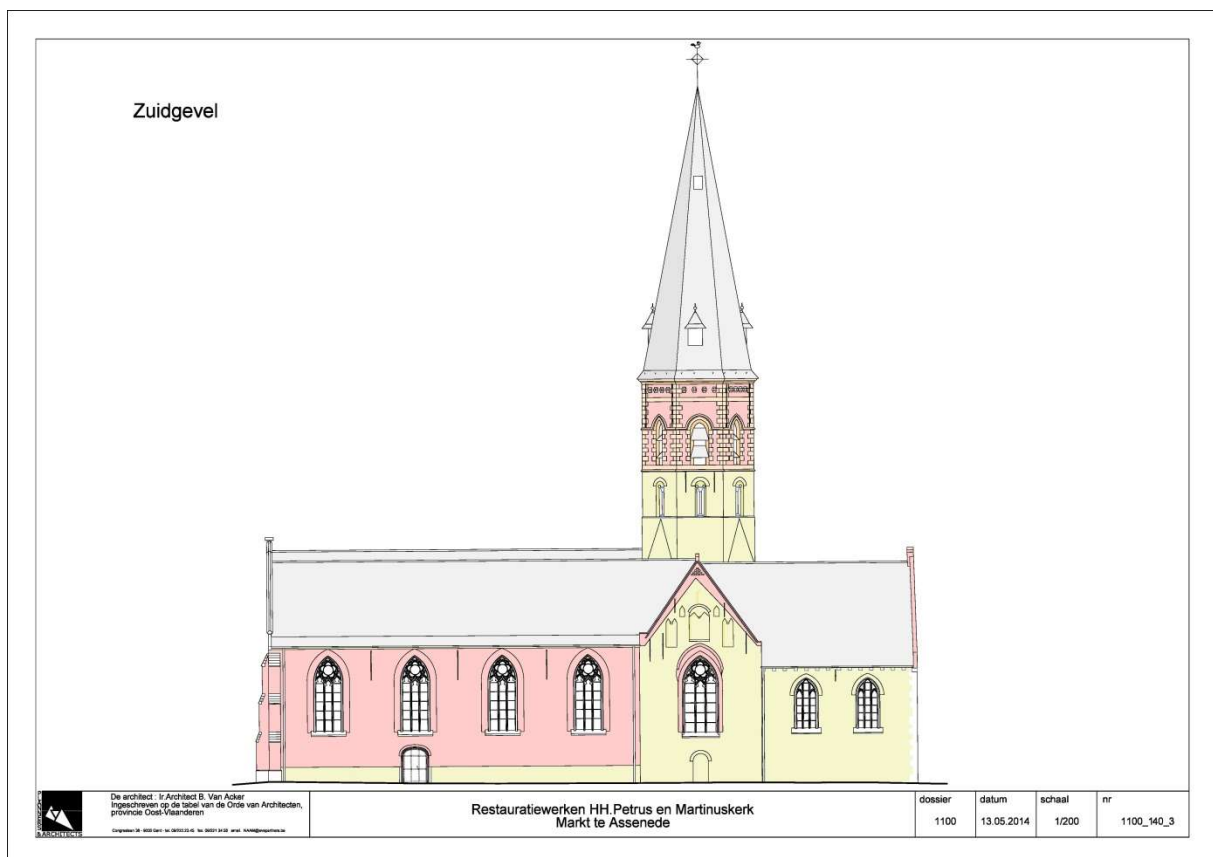 Zuidgevel
De architect : Ir.Architect B. Van Acker
Ingeschreven op de tabel van de Orde van Architecten,
provincie Oost-Vlaanderen
Restauratiewerken HH.Petrus en Martinuskerk
Markt te Assenede
dossier
1100
datum
13.05.2014
schaal
1/200
nr
1100_140_3
ARCHITECTS